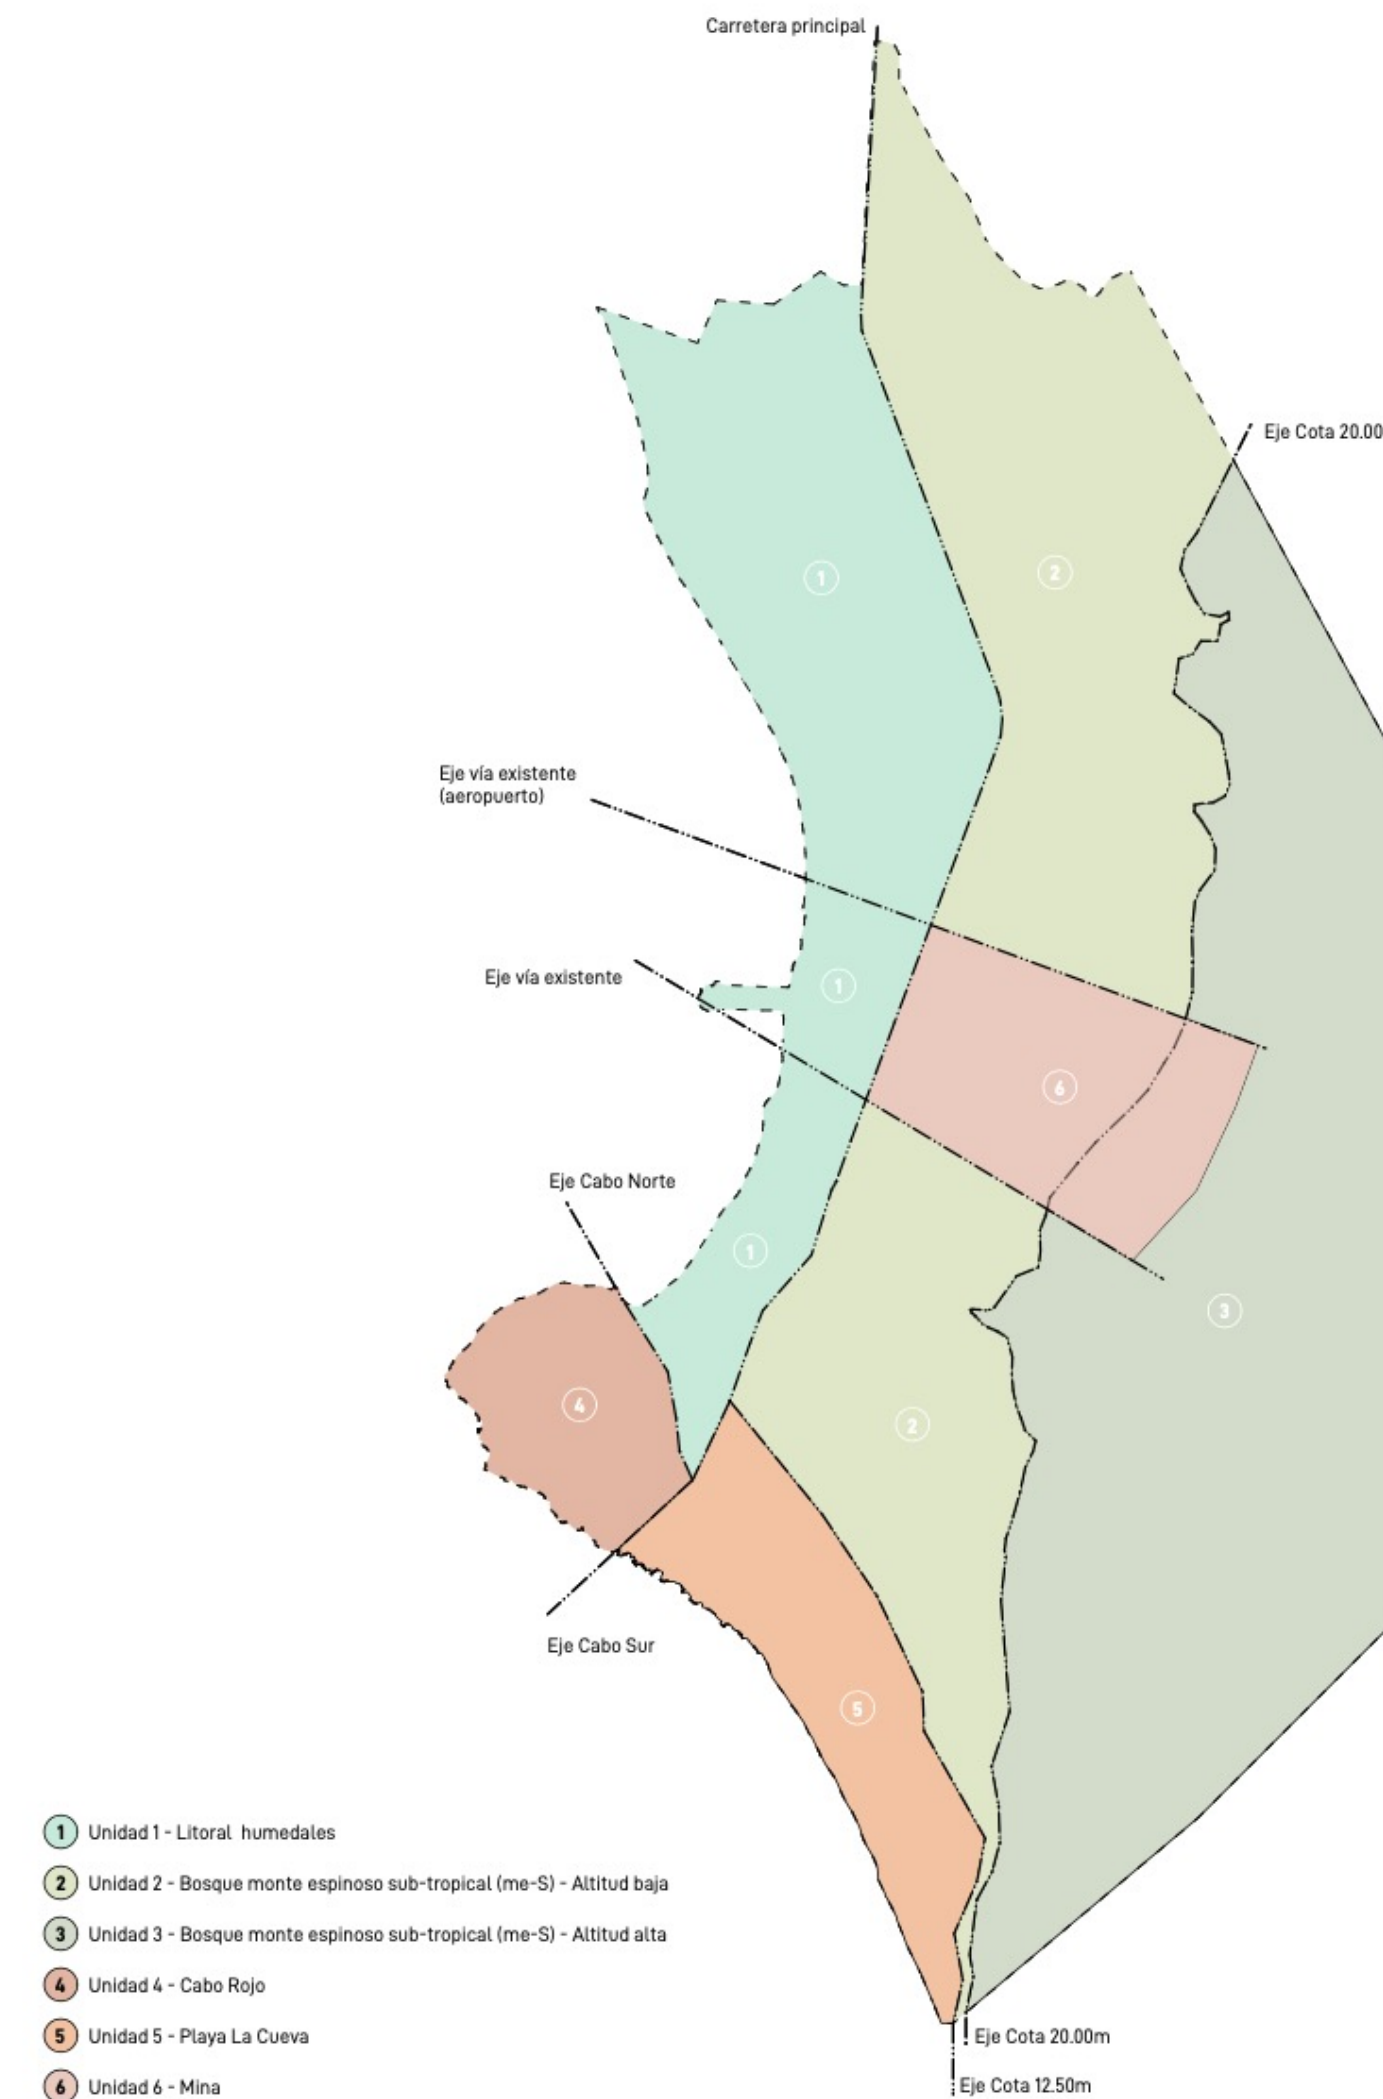 Carretera principal
Eje Cota 20.00
1
2
Eje vía existente
(aeropuerto)
Eje vía existente
1
6
Eje Cabo Norte
1
3
4
2
Eje Cabo Sur
5
1 Unidad 1 - Litoral humedales
2 Unidad 2 - Bosque monte espinoso sub-tropical (me-S) - Altitud baja
3 Unidad 3 - Bosque monte espinoso sub-tropical (me-S) - Altitud alta
4 Unidad 4 - Cabo Rojo
5 Unidad 5 - Playa La Cueva
6 Unidad 6 - Mina
Eje Cota 20.00m
Eje Cota 12.50m